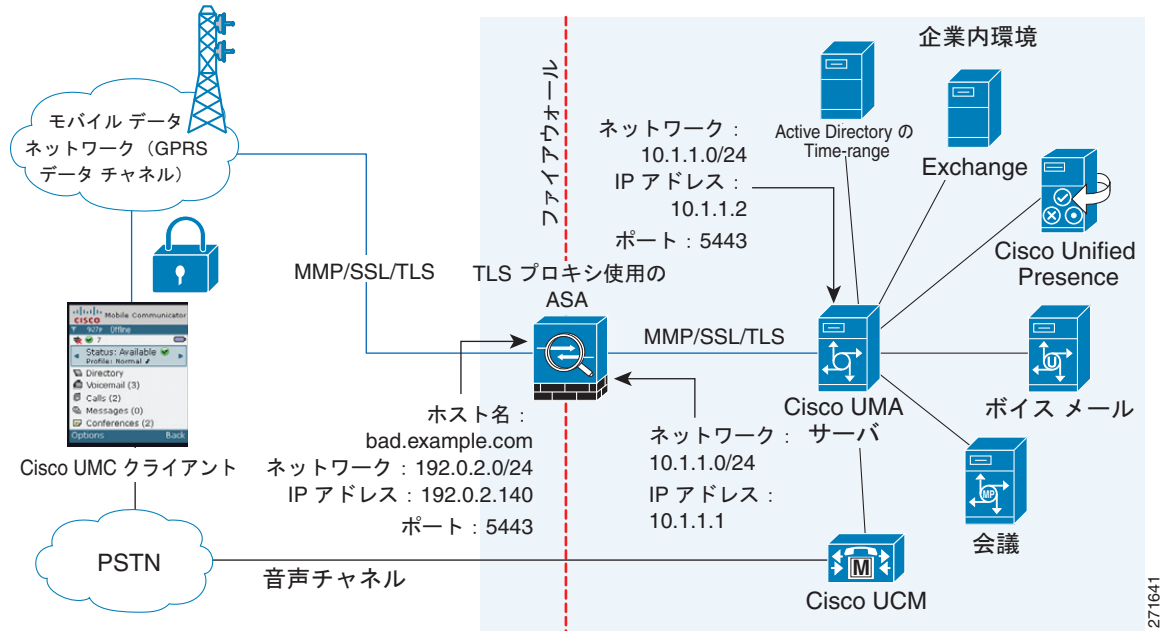 企業内環境
ファイアウォール
モバイル データ
ネットワーク（GPRS
データ チャネル）
ネットワーク：
10.1.1.0/24
IP アドレス：
10.1.1.2
ポート：5443
Active Directory の
Time-range
Exchange
Cisco Unified
Presence
MMP/SSL/TLS
TLS プロキシ使用の
ASA
MMP/SSL/TLS
CISCO Mobile Communicator
927p Offline
7
Status: Available
Profile: Normal
Directory
Voicemail (3)
Calls (2)
Messages (0)
Conferences (2)
Options Back
Cisco UMC クライアント
ホスト名：
bad.example.com
ネットワーク：192.0.2.0/24
IP アドレス：192.0.2.140
ポート：5443
ネットワーク：
10.1.1.0/24
IP アドレス：
10.1.1.1
Cisco UMA
サーバ
U
ボイス メール
MP
会議
PSTN
音声チャネル
M
Cisco UCM
271641